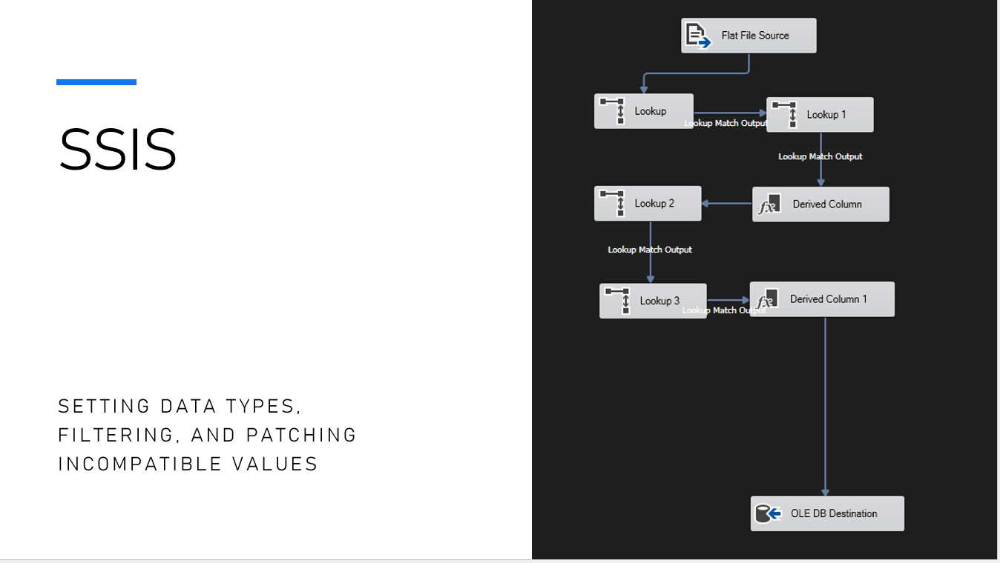 SSIS
SETTING DATA TYPES,
FILTERING, AND PATCHING
INCOMPATIBLE VALUES
Flat File Source
Lookup
Lookup Match Output
Lookup 1
Lookup Match Output
Derived Column
Lookup 2
Lookup Match Output
Lookup 3
Lookup Match Output
Derived Column 1
OLE DB Destination